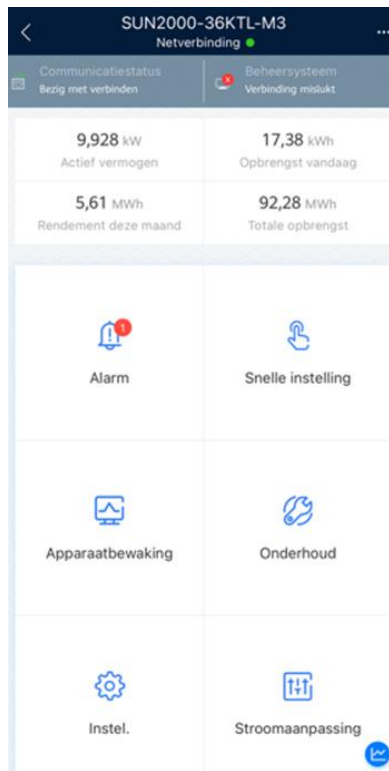 SUN2000-36KTL-M3
Netverbinding
Communicatiestatus
Bezig met verbinden
Beheersysteem
Verbinding mislukt
9,928 kW
Actief vermogen
17,38 kWh
Opbrengst vandaag
5,61 MWh
Rendement deze maand
92,28 MWh
Totale opbrengst
1
Alarm
Snelle instelling
Apparaatbewaking
Onderhoud
Instel.
Stroomaanpassing